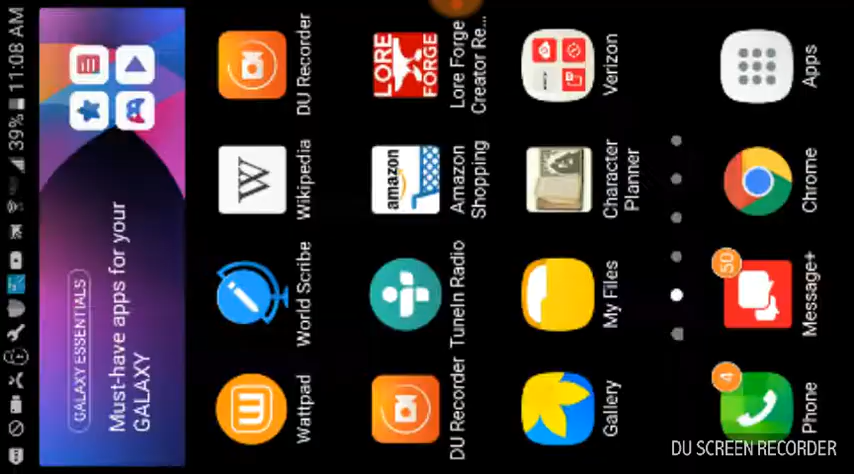 39% 11:08 AM
GALAXY ESSENTIALS
Must-have apps for your
GALAXY
Wattpad
World Scribe
W
Wikipedia
DU Recorder
DU Recorder
TuneIn Radio
amazon
Amazon
Shopping
LORE
FORGE
Lore Forge
Creator Re...
Gallery
My Files
Character
Planner
Verizon
4
Phone
50
Message+
Chrome
Apps
DU SCREEN RECORDER